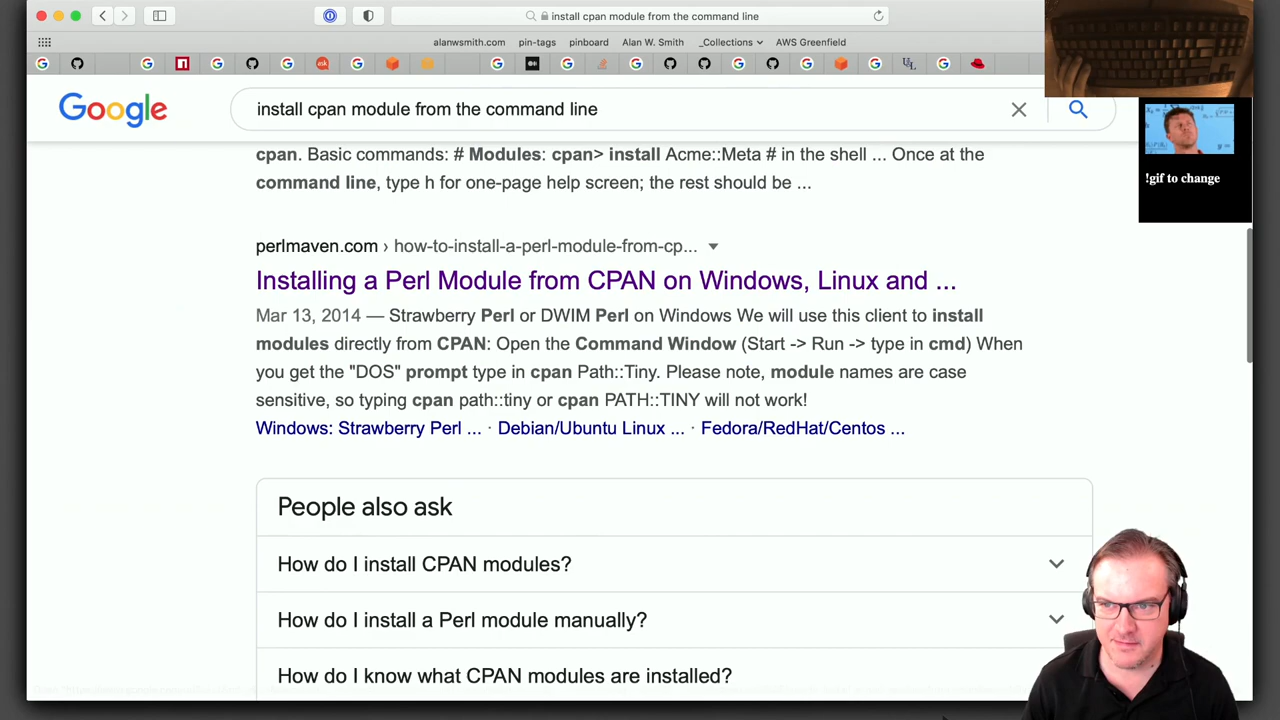 install cpan module from the command line
alanwsmith.com pin-tags pinboard Alan W. Smith _Collections AWS Greenfield
Google
install cpan module from the command line
cpan. Basic commands: # Modules: cpan> install Acme::Meta # in the shell ... Once at the
command line, type h for one-page help screen; the rest should be ...
!gif to change
perlmaven.com › how-to-install-a-perl-module-from-cp...
Installing a Perl Module from CPAN on Windows, Linux and ...
Mar 13, 2014 — Strawberry Perl or DWIM Perl on Windows We will use this client to install
modules directly from CPAN: Open the Command Window (Start -> Run -> type in cmd) When
you get the "DOS" prompt type in cpan Path::Tiny. Please note, module names are case
sensitive, so typing cpan path::tiny or cpan PATH::TINY will not work!
Windows: Strawberry Perl ... · Debian/Ubuntu Linux ... · Fedora/RedHat/Centos ...
People also ask
How do I install CPAN modules?
How do I install a Perl module manually?
How do I know what CPAN modules are installed?